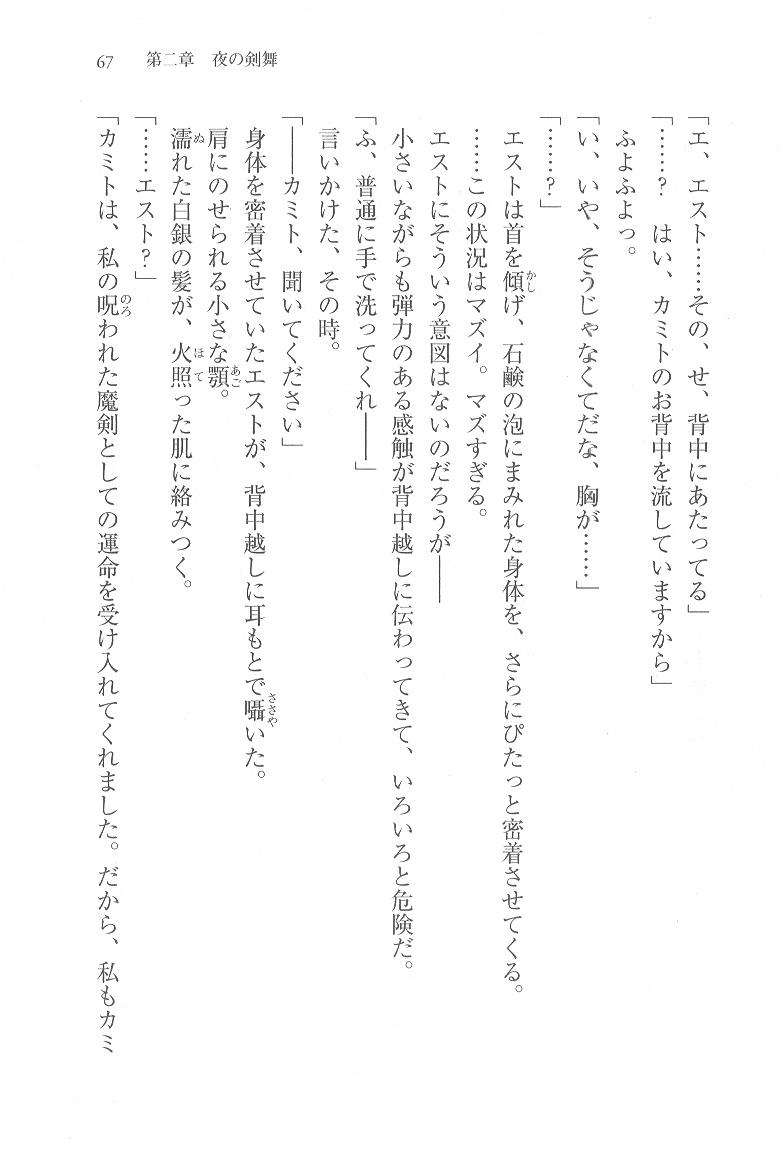 67　第二章　夜の剣舞
「エ、エスト……その、せ、背中にあたってる」
「……?　はい、カミトのお背中を流していますから」
ふよふよっ。
「い、いや、そうじゃなくてだな、胸が……」
「……?」
エストは首を傾げ、石鹸の泡にまみれた身体を、さらにぴたっと密着させてくる。
……この状況はマズイ。マズすぎる。
エストにそういう意図はないのだろうが――
小さいながらも弾力のある感触が背中越しに伝わってきて、いろいろと危険だ。
「ふ、普通に手で洗ってくれ――」
言いかけた、その時。
「――カミト、聞いてください」
身体を密着させていたエストが、背中越しに耳もとで囁いた。
肩にのせられる小さな顎。
濡れた白銀の髪が、火照った肌に絡みつく。
「……エスト?」
「カミトは、私の呪われた魔剣としての運命を受け入れてくれました。だから、私もカミ